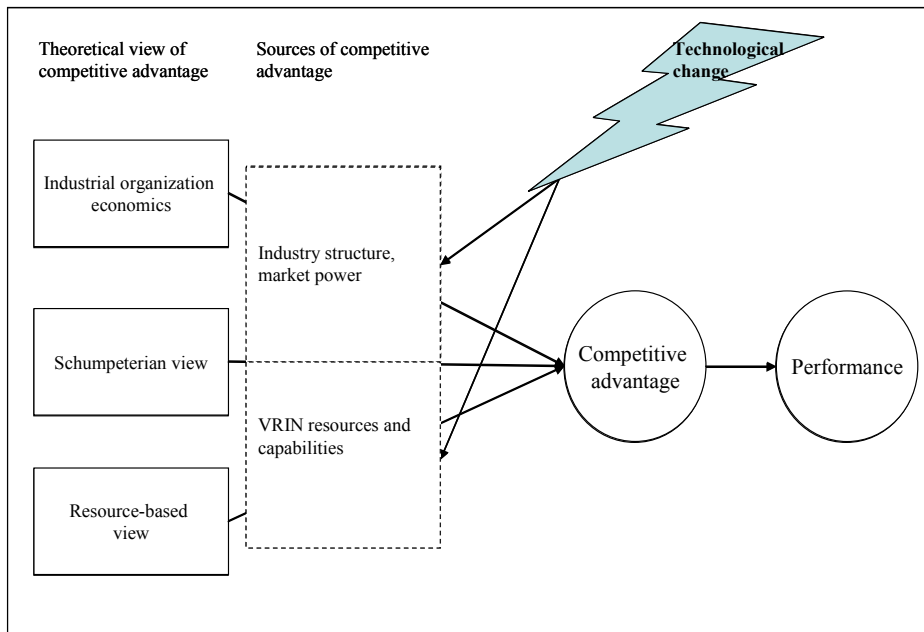 Theoretical view of
competitive advantage
Sources of competitive
advantage
Technological
change
Industrial organization
economics
Industry structure,
market power
Schumpeterian view
Competitive
advantage
Performance
VRIN resources and
capabilities
Resource-based
view